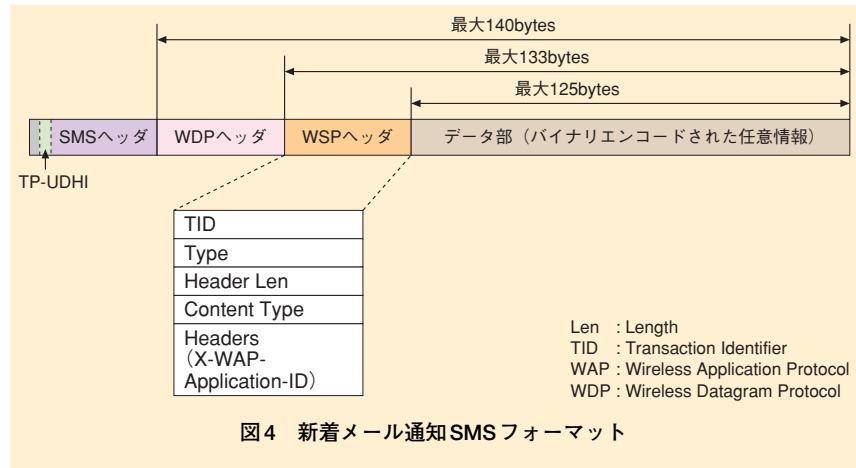 最大140bytes
最大133bytes
最大125bytes
SMSヘッダ WDPヘッダ WSPヘッダ データ部（バイナリエンコードされた任意情報）
TP-UDHI
TID
Type
Header Len
Content Type
Headers
（X-WAP-
Application-ID）
Len : Length
TID : Transaction Identifier
WAP : Wireless Application Protocol
WDP : Wireless Datagram Protocol
図4 新着メール通知SMSフォーマット